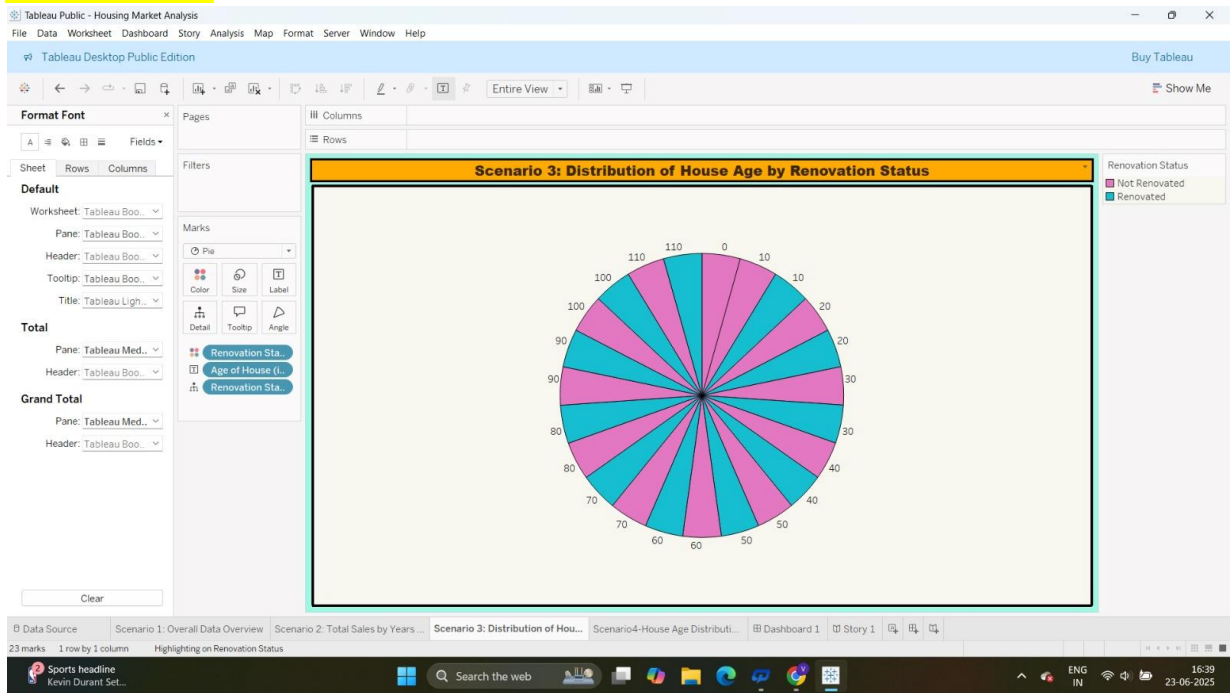 Tableau Public - Housing Market Analysis
File Data Worksheet Dashboard Story Analysis Map Format Server Window Help
Tableau Desktop Public Edition
Buy Tableau
Entire View
Show Me
Format Font
Fields
Sheet Rows Columns
Default
Worksheet: Tableau Boo..
Pane: Tableau Boo..
Header: Tableau Boo..
Tooltip: Tableau Boo..
Title: Tableau Ligh..
Total
Pane: Tableau Med..
Header: Tableau Boo..
Grand Total
Pane: Tableau Med..
Header: Tableau Boo..
Clear
Pages
Filters
Marks
Pie
Color Size Label
Detail Tooltip Angle
Renovation Sta..
Age of House (i..
Renovation Sta..
Columns
Rows
Scenario 3: Distribution of House Age by Renovation Status
0
10
10
20
20
30
30
40
40
50
50
60
60
70
70
80
80
90
90
100
100
110
110
Renovation Status
Not Renovated
Renovated
Data Source Scenario 1: Overall Data Overview Scenario 2: Total Sales by Years ... Scenario 3: Distribution of Hou... Scenario4-House Age Distributi... Dashboard 1 Story 1
23 marks 1 row by 1 column Highlighting on Renovation Status
2
Sports headline
Kevin Durant Set...
Search the web
ENG
IN
16:39
23-06-2025